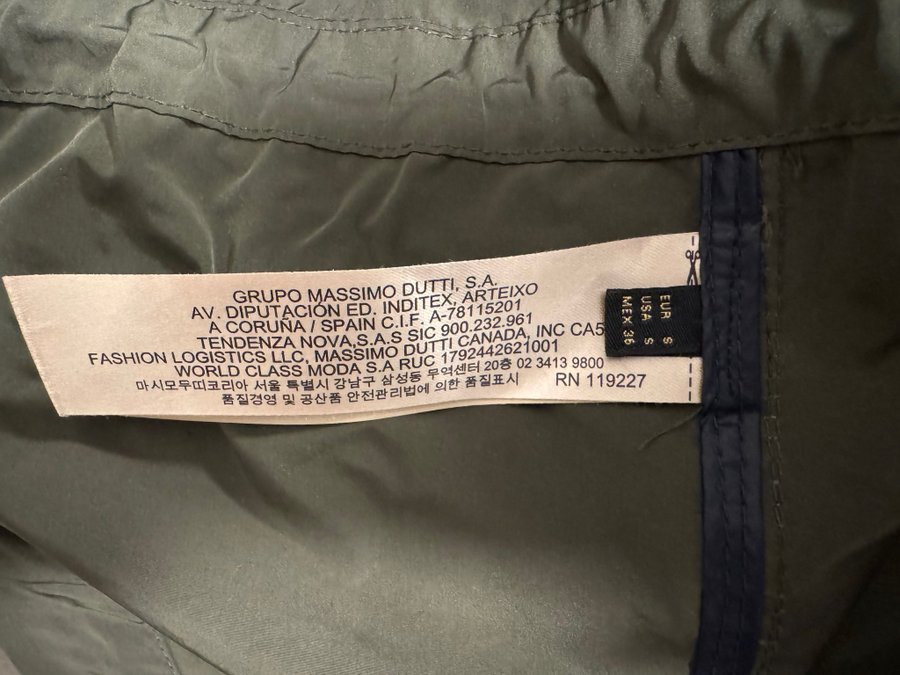 GRUPO MASSIMO DUTTI, S.A.
AV. DIPUTACIÓN ED. INDITEX, ARTEIXO
A CORUÑA / SPAIN C.I.F. A-78115201
TENDENZA NOVA,S.A.S SIC 900.232.961
FASHION LOGISTICS LLC, MASSIMO DUTTI CANADA, INC CA5
WORLD CLASS MODA S.A RUC 1792442621001
마시모두띠코리아 서울 특별시 강남구 삼성동 무역센터 20층 02 3413 9800
품질경영 및 공산품 안전관리법에 의한 품질표시 RN 119227
EUR S
USA S
MEX 36